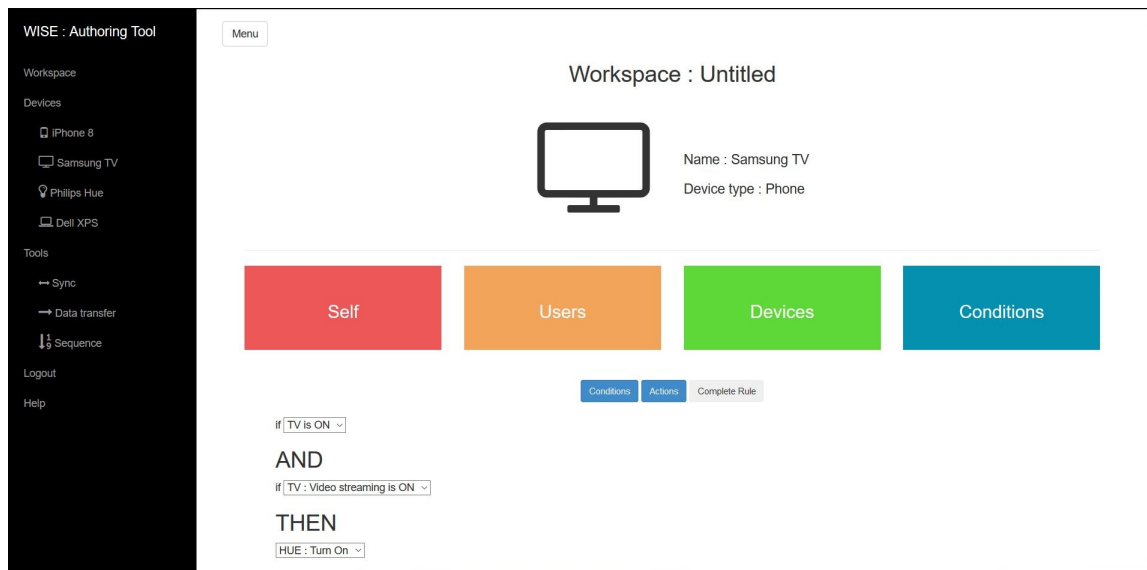 WISE : Authoring Tool
Workspace
Devices
iPhone 8
Samsung TV
Philips Hue
Dell XPS
Tools
Sync
Data transfer
Sequence
Logout
Help
Menu
Workspace : Untitled
Name : Samsung TV
Device type : Phone
Self
Users
Devices
Conditions
Conditions Actions Complete Rule
if TV is ON
AND
if TV : Video streaming is ON
THEN
HUE : Turn On